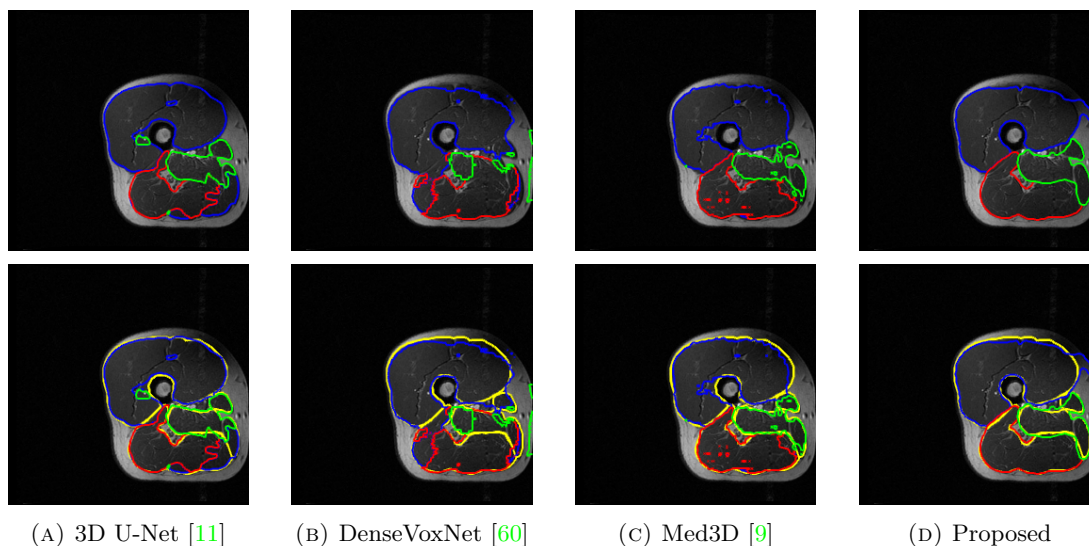 (A) 3D U-Net [11]
(B) DenseVoxNet [60]
(C) Med3D [9]
(D) Proposed